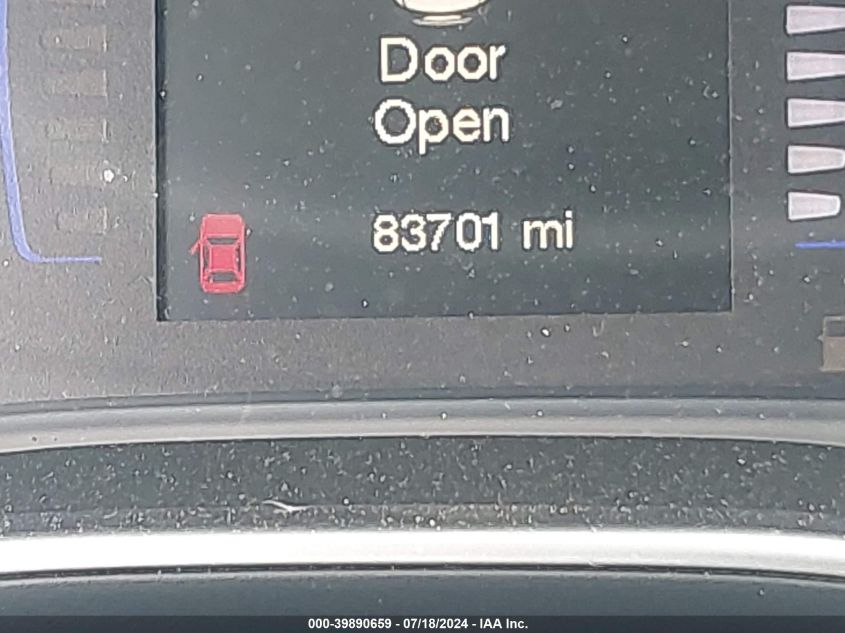 Door
Open
83701 mi
000-39890659 - 07/18/2024 - IAA Inc.